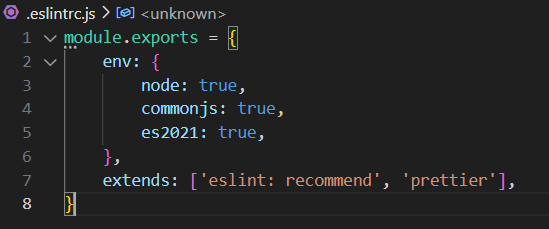 .eslintrc.js > <unknown>
1 module.exports = {
2 env: {
3 node: true,
4 commonjs: true,
5 es2021: true,
6 },
7 extends: ['eslint: recommend', 'prettier'],
8 }